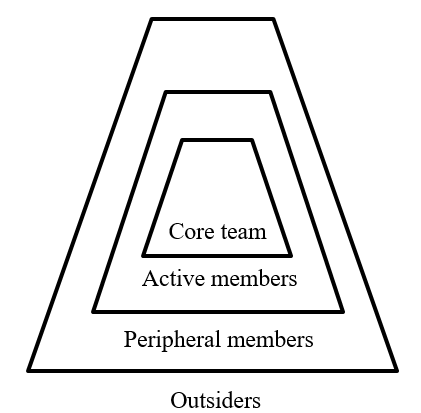 Core team
Active members
Peripheral members
Outsiders